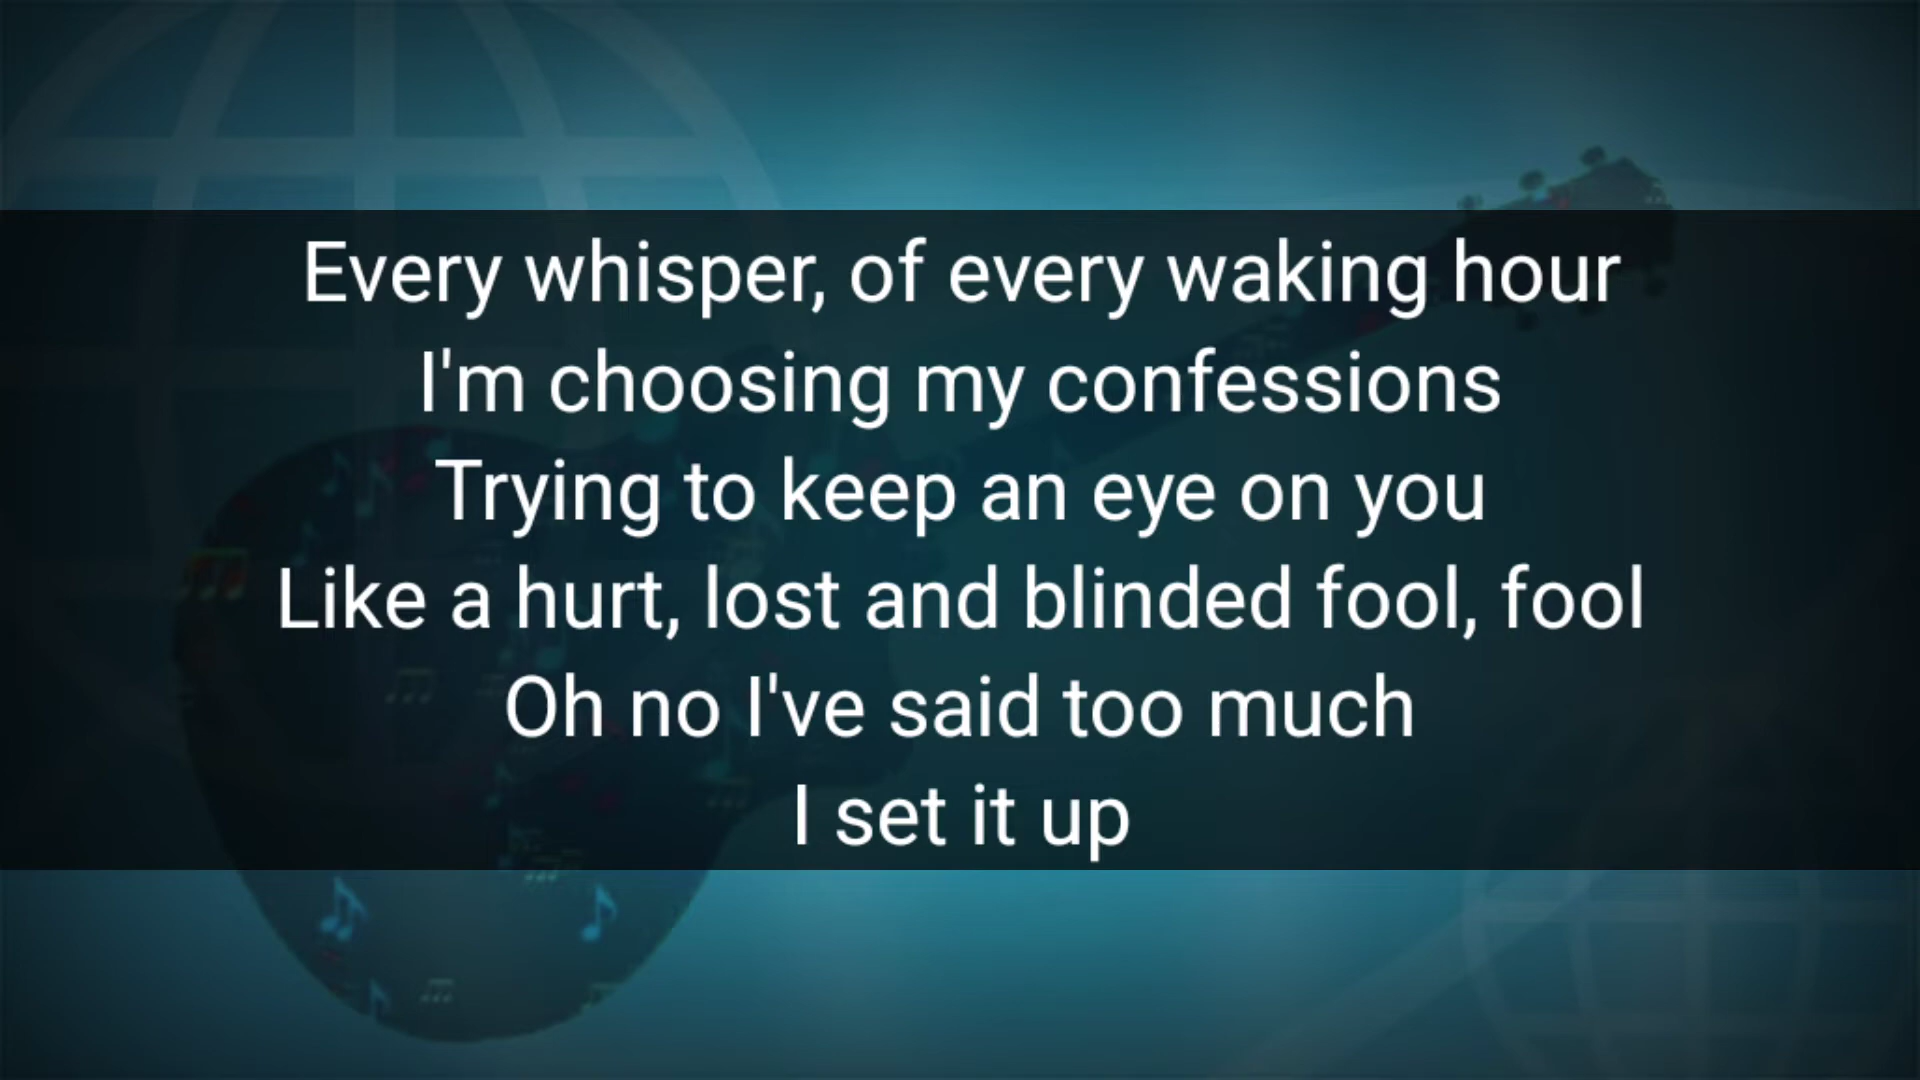 Every whisper, of every waking hour
I'm choosing my confessions
Trying to keep an eye on you
Like a hurt, lost and blinded fool, fool
Oh no I've said too much
I set it up